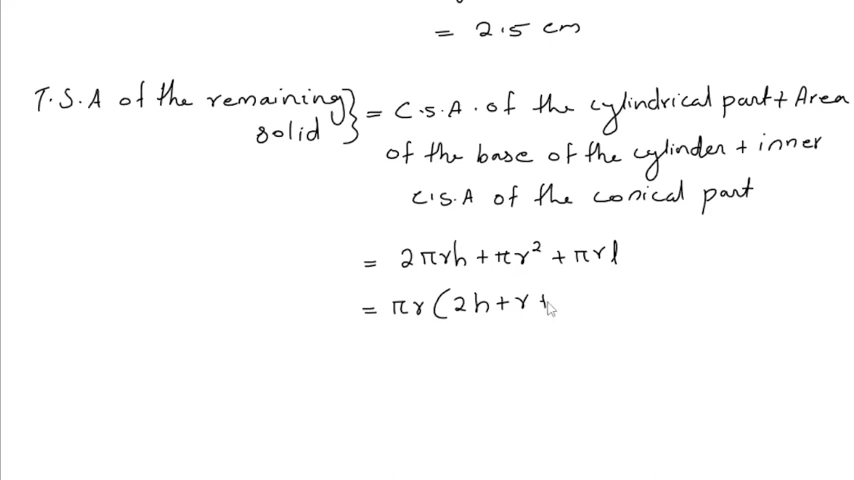 = 2.5 cm
T.S.A of the remaining solid } = C.S.A. of the cylindrical part + Area
of the base of the cylinder + inner
C.S.A of the conical part
= 2πrh + πr² + πrl
= πr(2h + r +